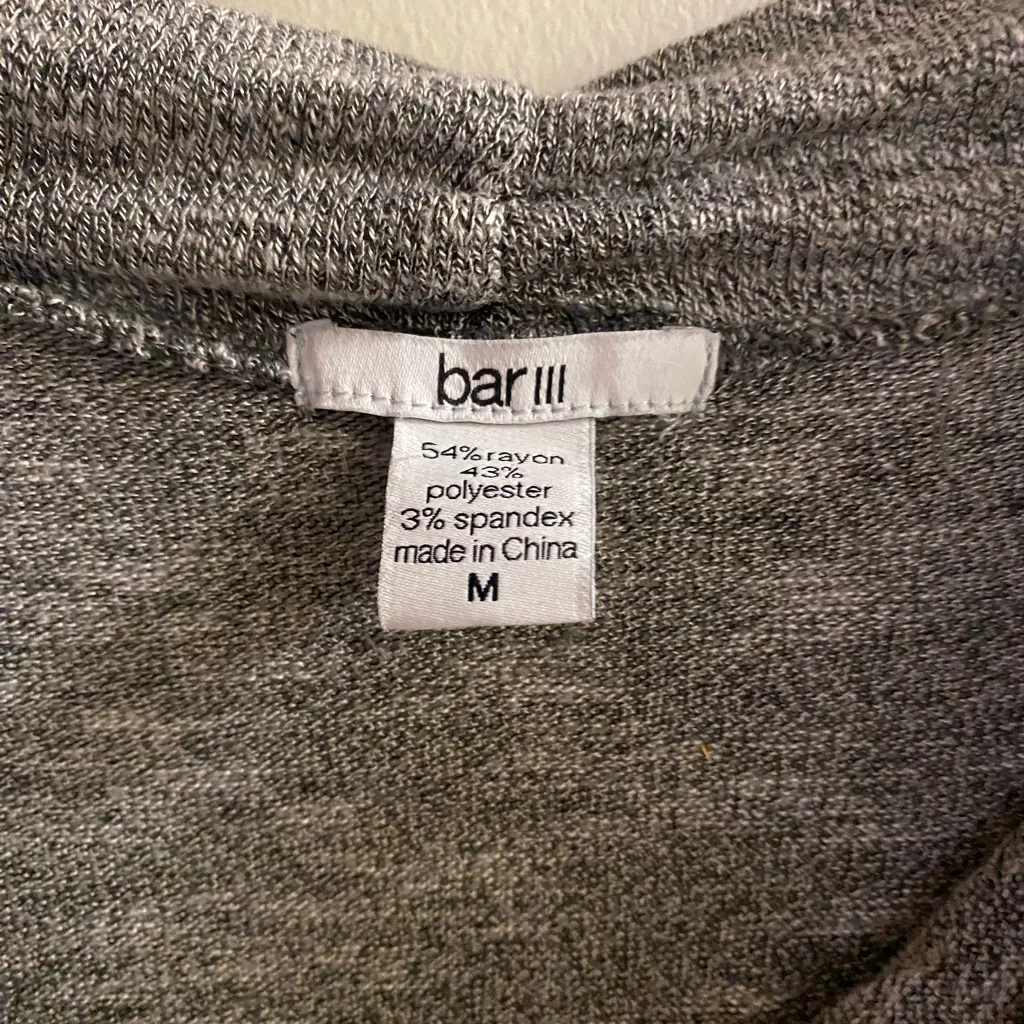 bar III
54% rayon
43%
polyester
3% spandex
made in China
M